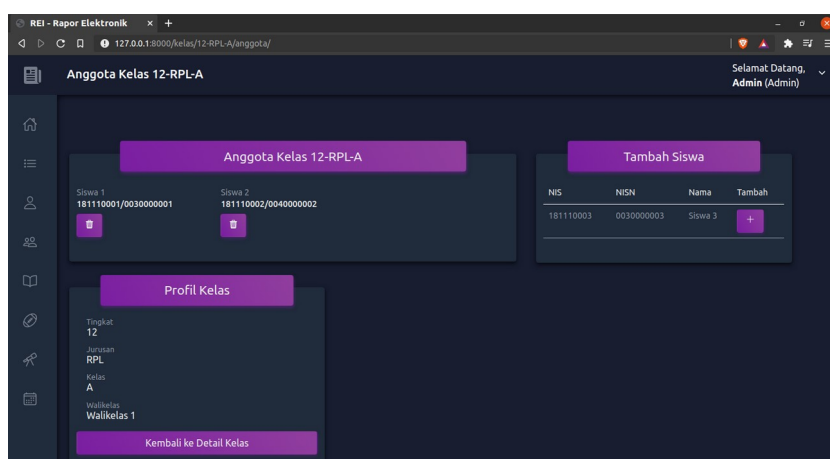 REI - Rapor Elektronik
127.0.0.1:8000/kelas/12-RPL-A/anggota/
Anggota Kelas 12-RPL-A
Selamat Datang,
Admin (Admin)
Anggota Kelas 12-RPL-A
Siswa 1
181110001/0030000001
Siswa 2
181110002/0040000002
Tambah Siswa
NIS NISN Nama Tambah
181110003 0030000003 Siswa 3 +
Profil Kelas
Tingkat
12
Jurusan
RPL
Kelas
A
Walikelas
Walikelas 1
Kembali ke Detail Kelas